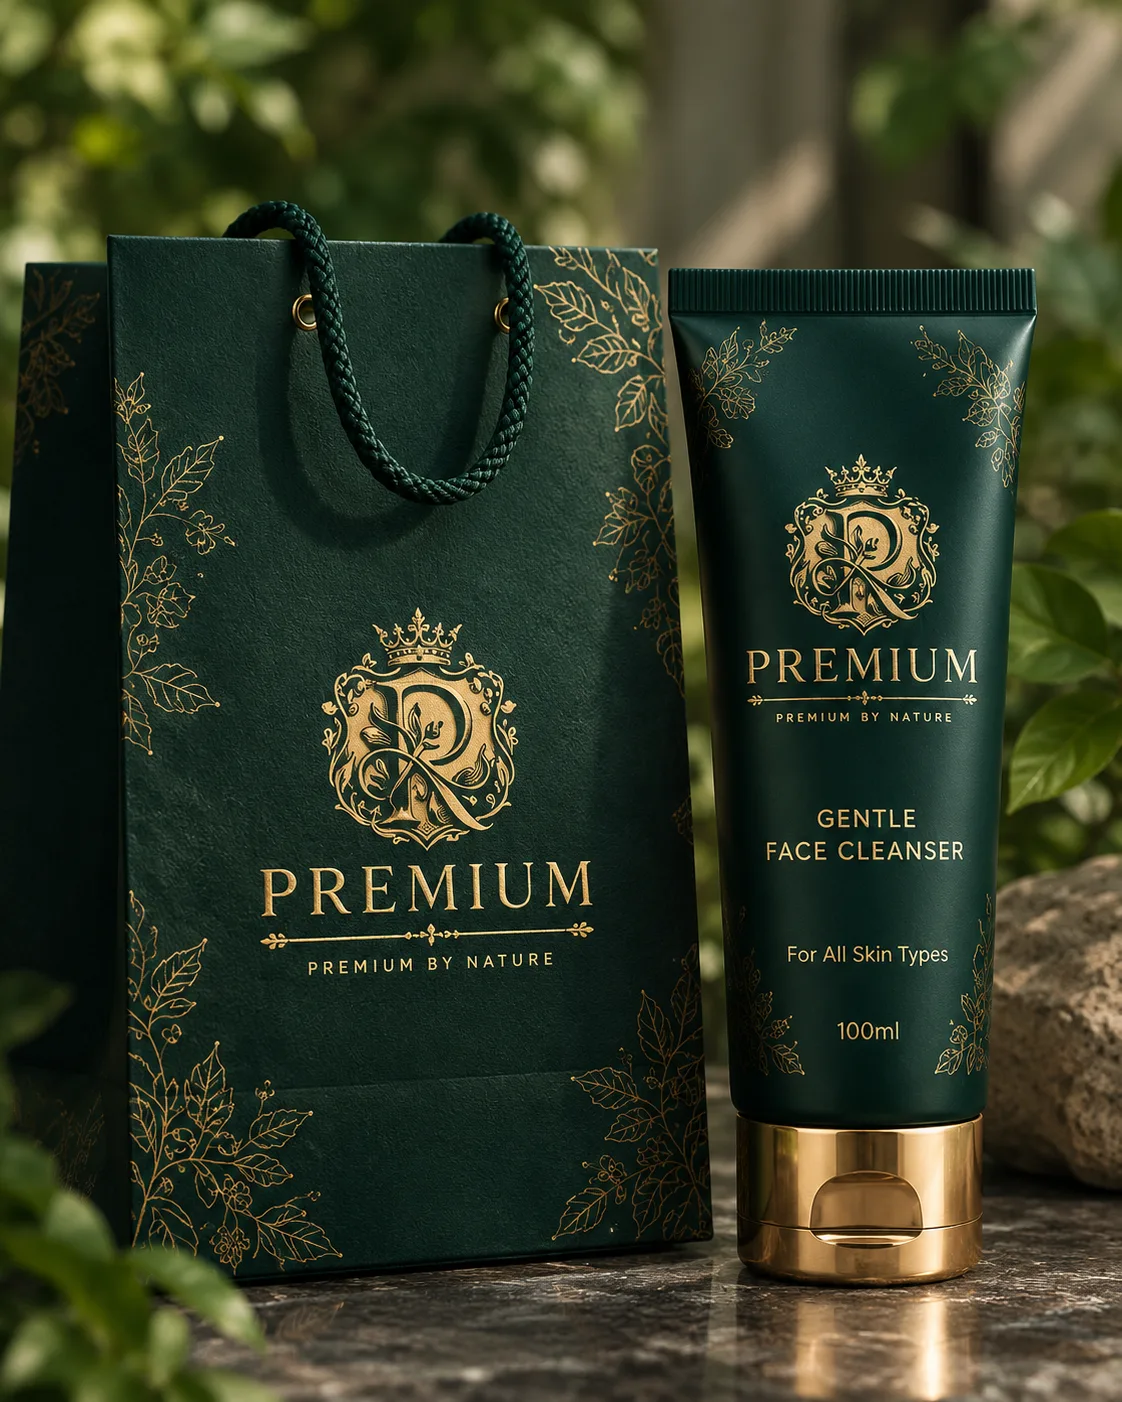 R
PREMIUM
PREMIUM BY NATURE
R
PREMIUM
PREMIUM BY NATURE
GENTLE
FACE CLEANSER
For All Skin Types
100ml